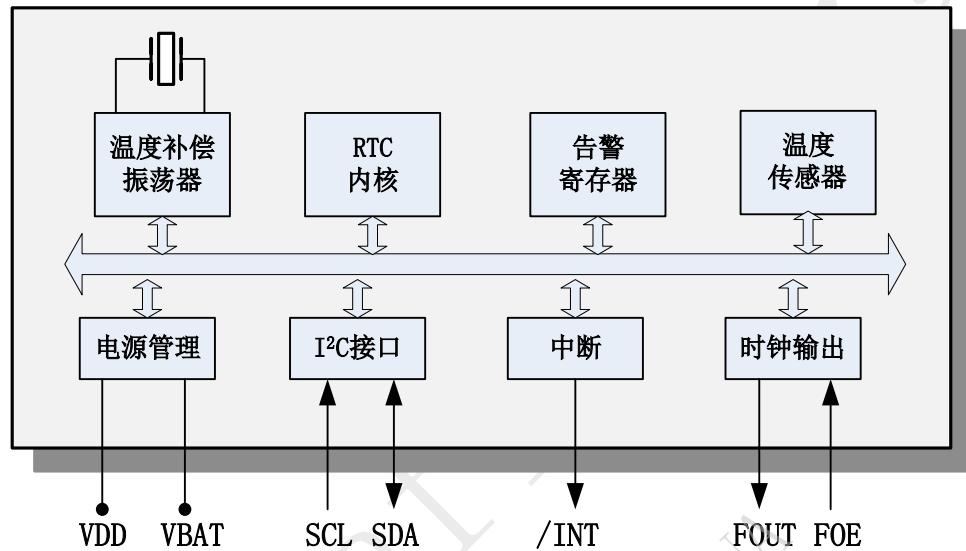 温度补偿
振荡器
RTC
内核
告警
寄存器
温度
传感器
电源管理
I²C接口
中断
时钟输出
VDD VBAT SCL SDA /INT FOUT FOE